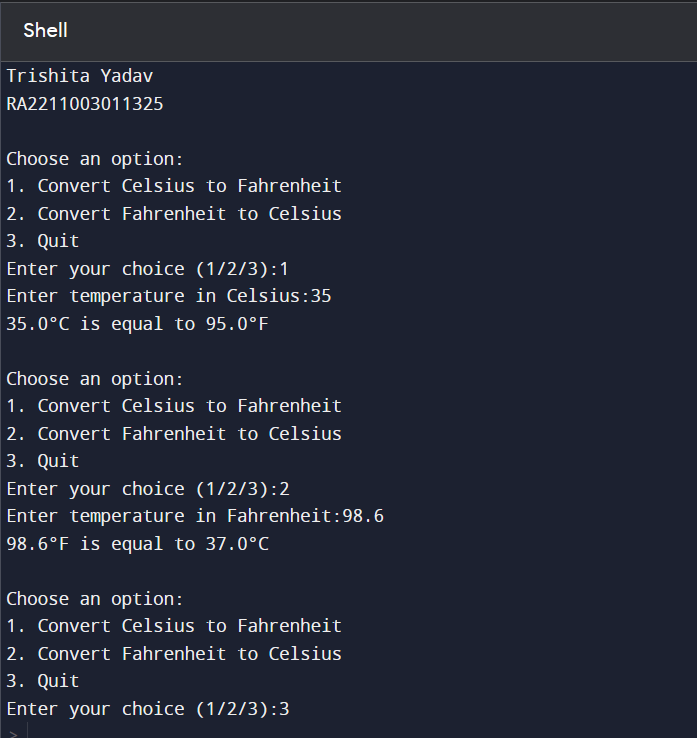 Shell
Trishita Yadav
RA2211003011325
Choose an option:
1. Convert Celsius to Fahrenheit
2. Convert Fahrenheit to Celsius
3. Quit
Enter your choice (1/2/3):1
Enter temperature in Celsius:35
35.0°C is equal to 95.0°F
Choose an option:
1. Convert Celsius to Fahrenheit
2. Convert Fahrenheit to Celsius
3. Quit
Enter your choice (1/2/3):2
Enter temperature in Fahrenheit:98.6
98.6°F is equal to 37.0°C
Choose an option:
1. Convert Celsius to Fahrenheit
2. Convert Fahrenheit to Celsius
3. Quit
Enter your choice (1/2/3):3
>